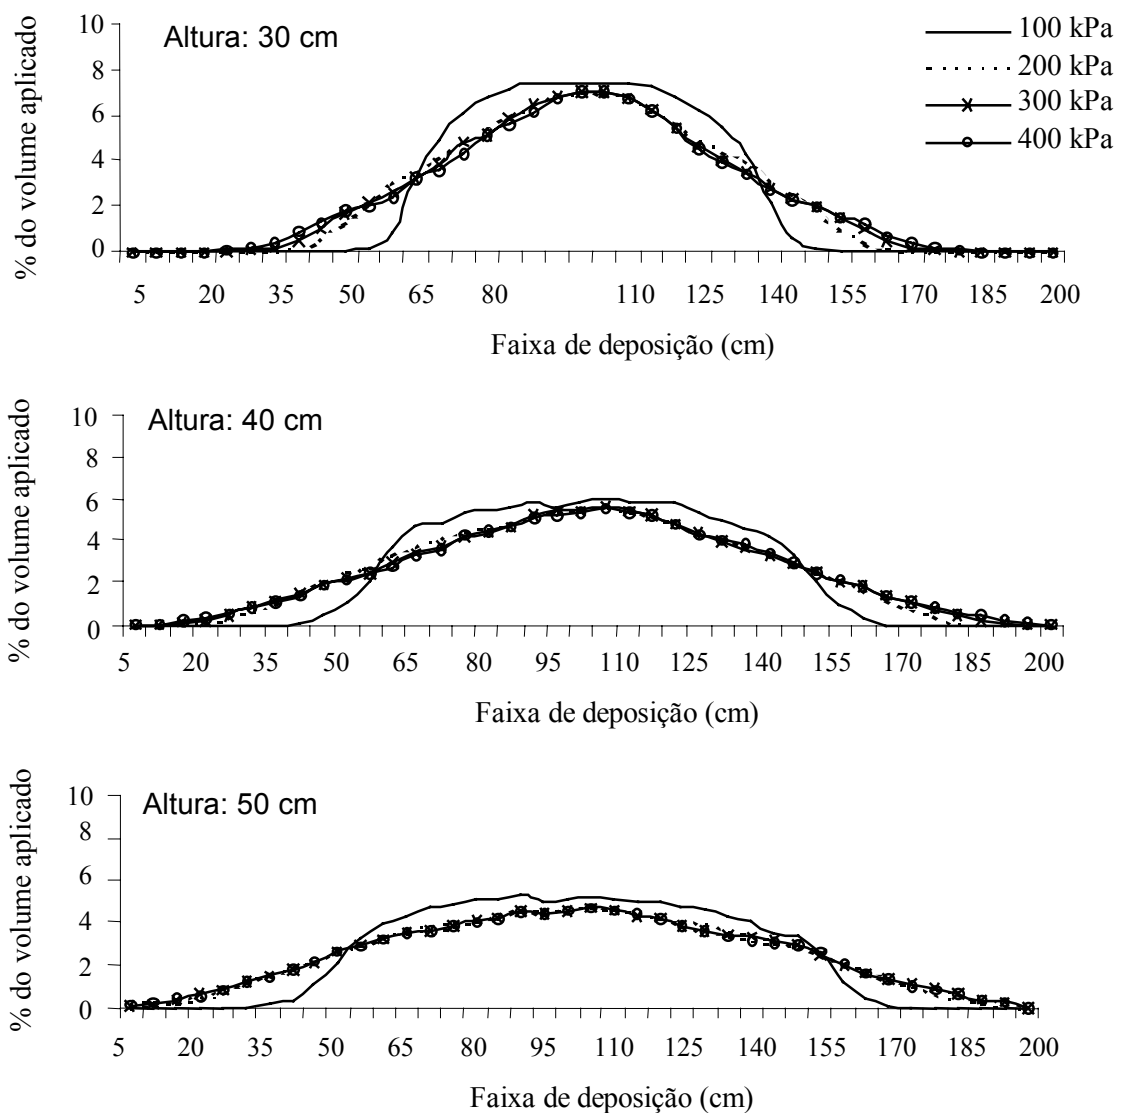 Altura: 30 cm
100 kPa
200 kPa
300 kPa
400 kPa
% do volume aplicado
10
8
6
4
2
0
5 20 35 50 65 80 110 125 140 155 170 185 200
Faixa de deposição (cm)
Altura: 40 cm
% do volume aplicado
10
8
6
4
2
0
5 20 35 50 65 80 95 110 125 140 155 170 185 200
Faixa de deposição (cm)
Altura: 50 cm
% do volume aplicado
10
8
6
4
2
0
5 20 35 50 65 80 95 110 125 140 155 170 185 200
Faixa de deposição (cm)